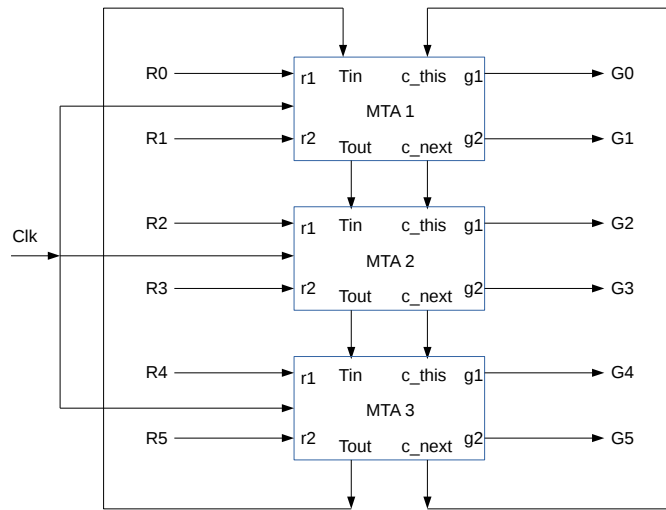 R0 r1 Tin c_this g1 G0
MTA 1
R1 r2 Tout c_next g2 G1
R2 r1 Tin c_this g1 G2
Clk
MTA 2
R3 r2 Tout c_next g2 G3
R4 r1 Tin c_this g1 G4
MTA 3
R5 r2 Tout c_next g2 G5